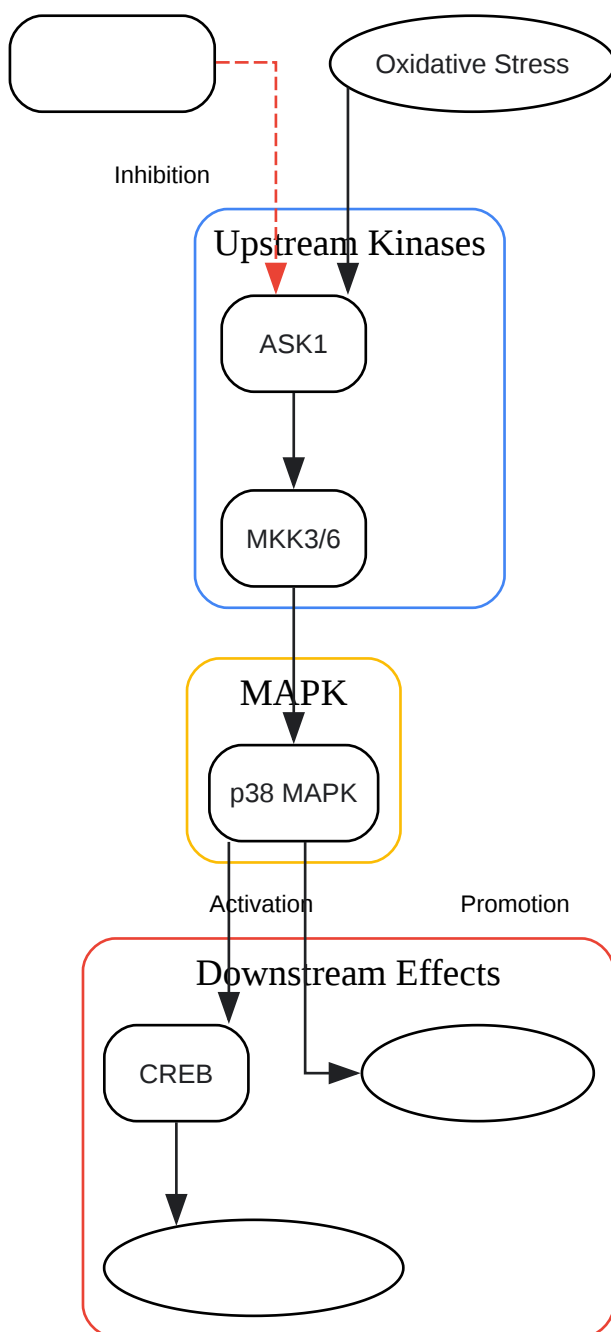 Oxidative Stress
Inhibition
Upstream Kinases
ASK1
MKK3/6
MAPK
p38 MAPK
Activation
Promotion
Downstream Effects
CREB